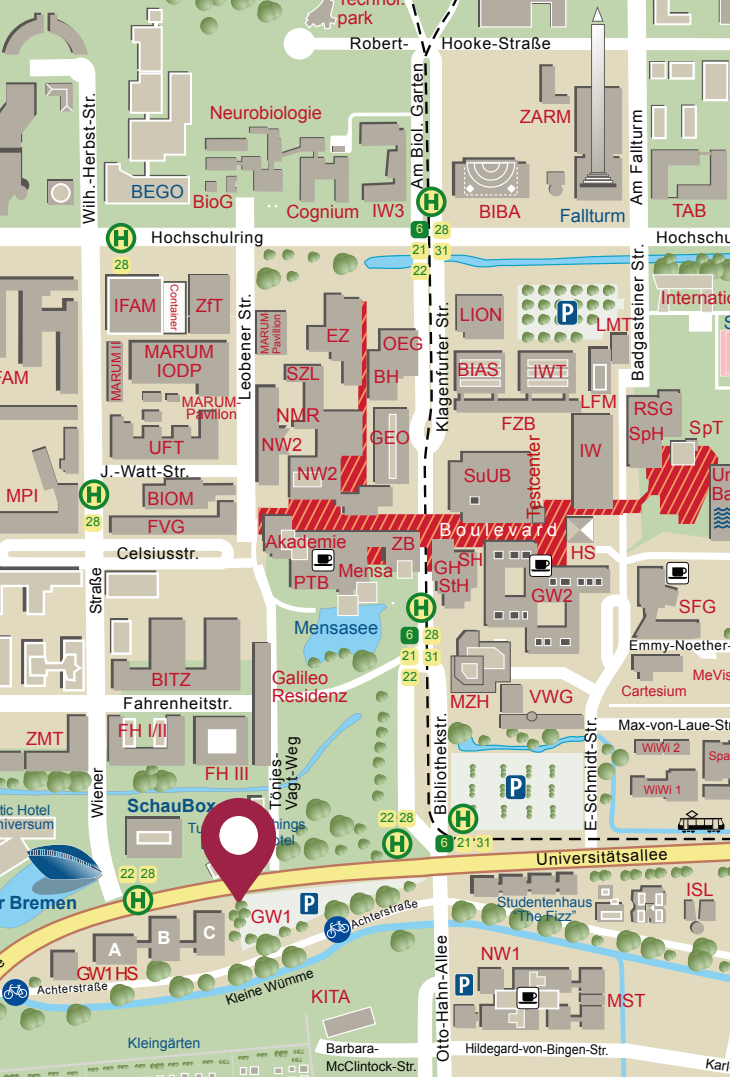 Technol.
park
Robert-
Hooke-Straße
Wilh.-Herbst-Str.
Am Biol. Garten
Am Fallturm
Neurobiologie
ZARM
BEGO
BioG
Cognium
IW3
BIBA
Fallturm
TAB
H
H
Hochschulring
6 28
21 31
22
28
IFAM
Container
ZfT
Leobener Str.
MARUM
Pavillion
EZ
OEG
Klagenfurter Str.
LION
P
LMT
Badgasteiner Str.
MARUM II
MARUM
IODP
SZL
BH
BIAS
IWT
MARUM-
Pavillon
NMR
LFM
RSG
UFT
NW2
GEO
FZB
SpH
SpT
NW2
SuUB
Testcenter
IW
J.-Watt-Str.
MPI
H
BIOM
28
FVG
Boulevard
Akademie
ZB
HS
Celsiusstr.
PTB
Mensa
GH
SH
StH
GW2
SFG
Straße
H
Mensasee
6 28
21 31
22
Emmy-Noether-
BITZ
Galileo
Residenz
Cartesium
Fahrenheitstr.
MZH
VWG
Max-von-Laue-Str
ZMT
FH I/II
FH III
Tönjes-
Vagt-Weg
WiWi 2
WiWi 1
Wiener
Bibliothekstr.
E-Schmidt-Str.
P
SchauBox
22 28
H
H
6 21 31
Universitätsallee
22 28
H
r Bremen
Studentenhaus
"The Fizz"
ISL
GW1
P
Achterstraße
A
B
C
GW1 HS
Achterstraße
Kleine Wümme
KITA
Otto-Hahn-Allee
NW1
P
MST
Kleingärten
Barbara-
McClintock-Str.
Hildegard-von-Bingen-Str.